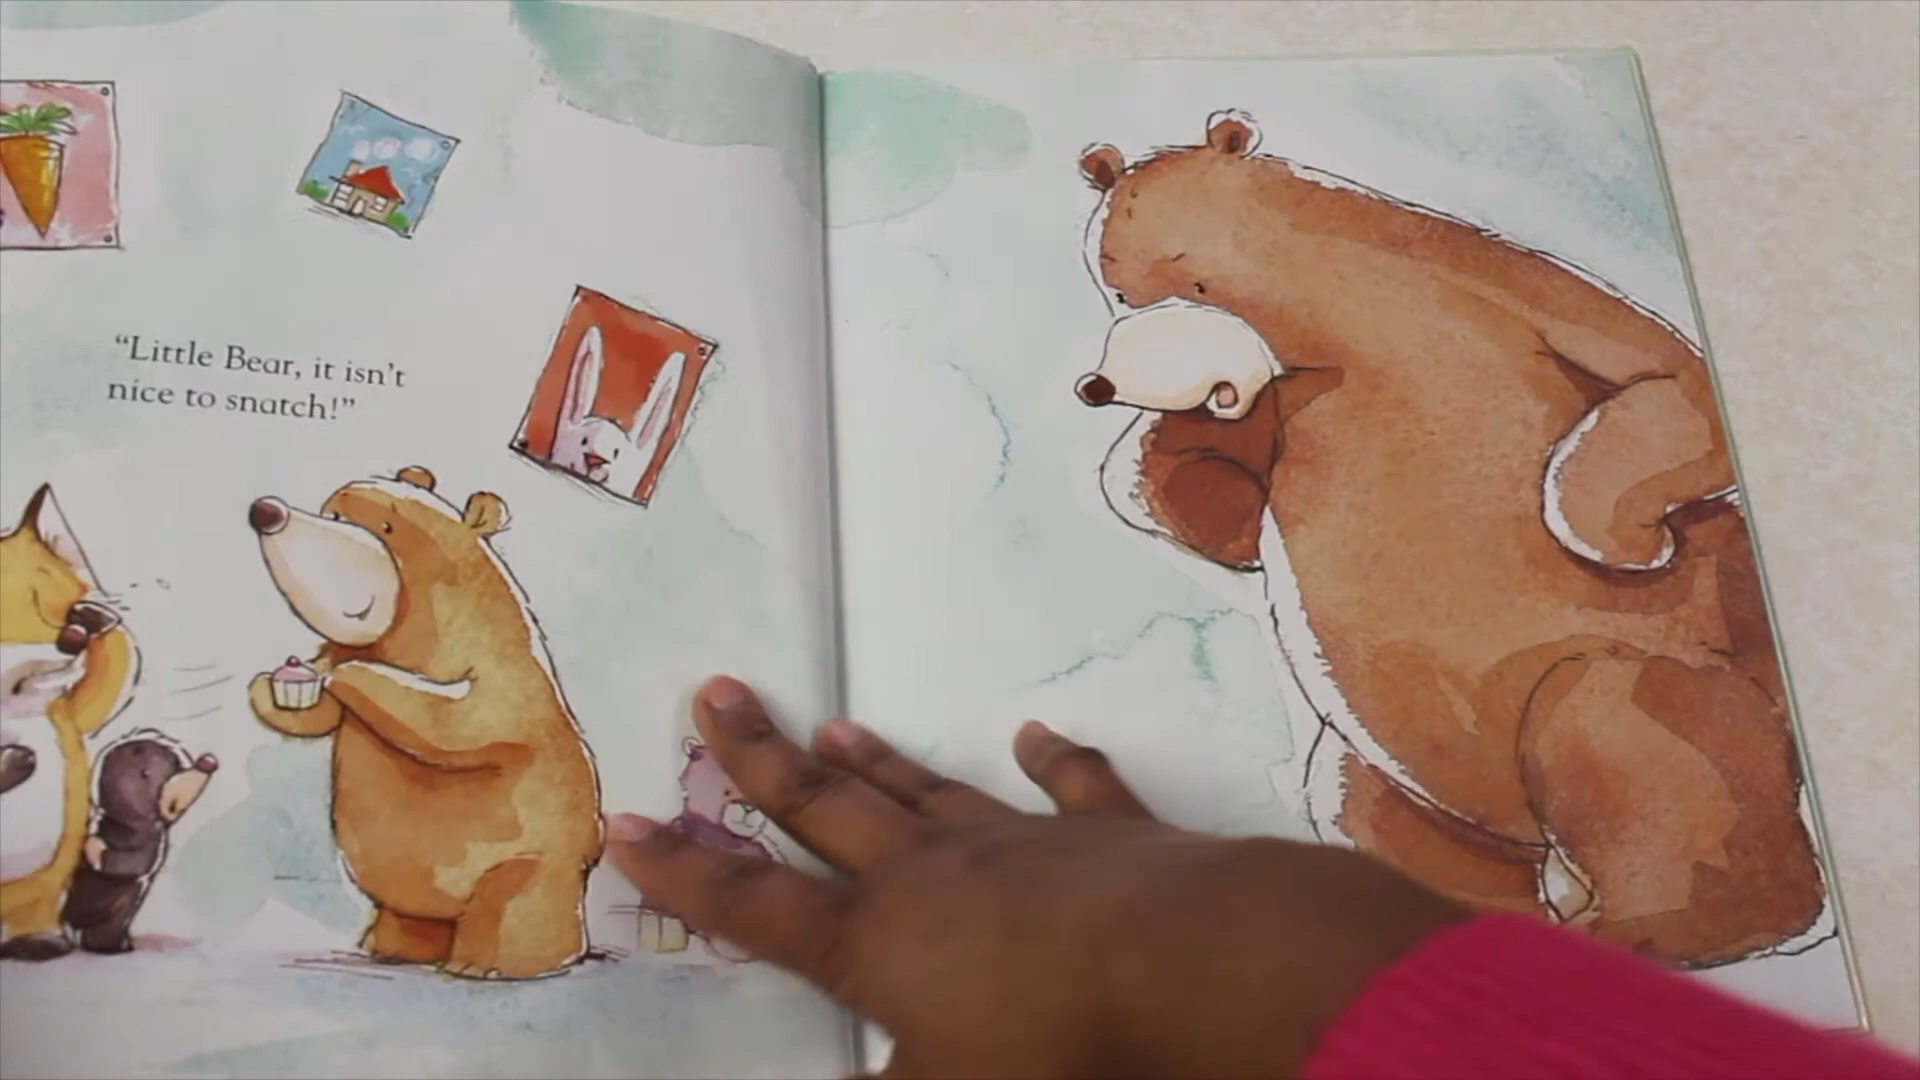 “Little Bear, it isn’t
nice to snatch!”